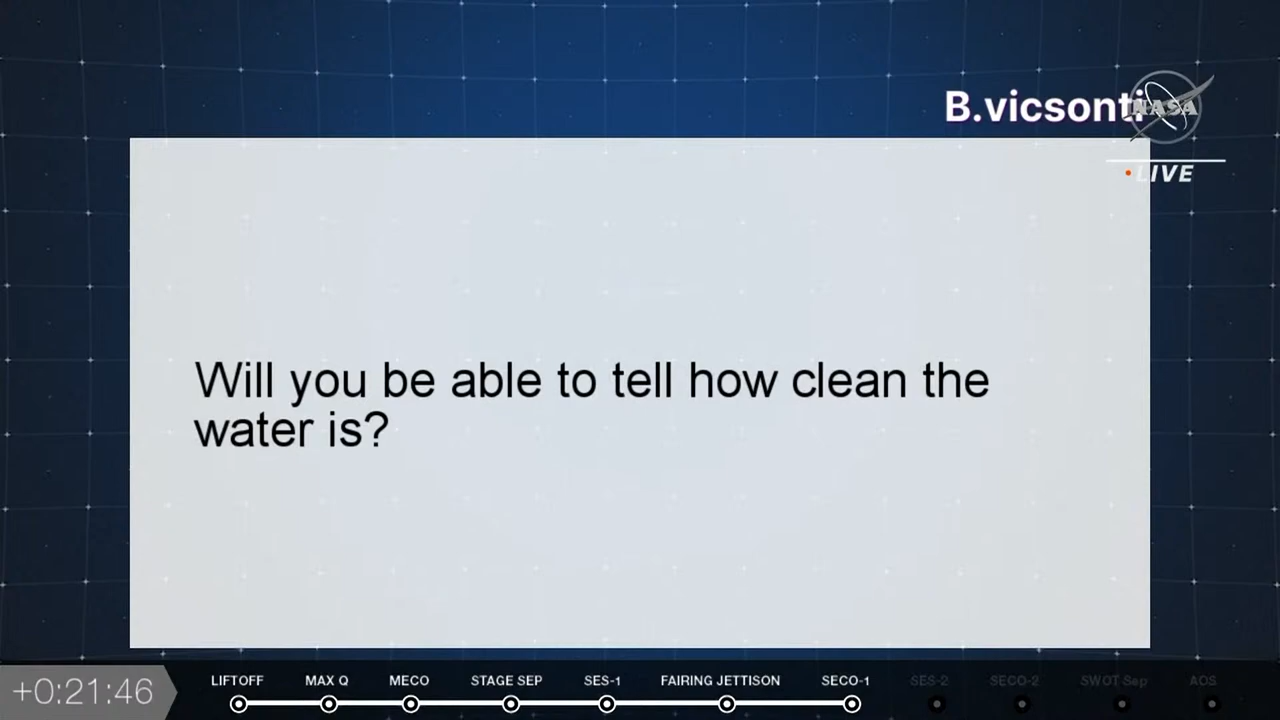 B.vicsonti
NASA
LIVE
Will you be able to tell how clean the
water is?
+0:21:46
LIFTOFF
MAX Q
MECO
STAGE SEP
SES-1
FAIRING JETTISON
SECO-1
SES-2
SECO-2
SWOT Sep
AOS